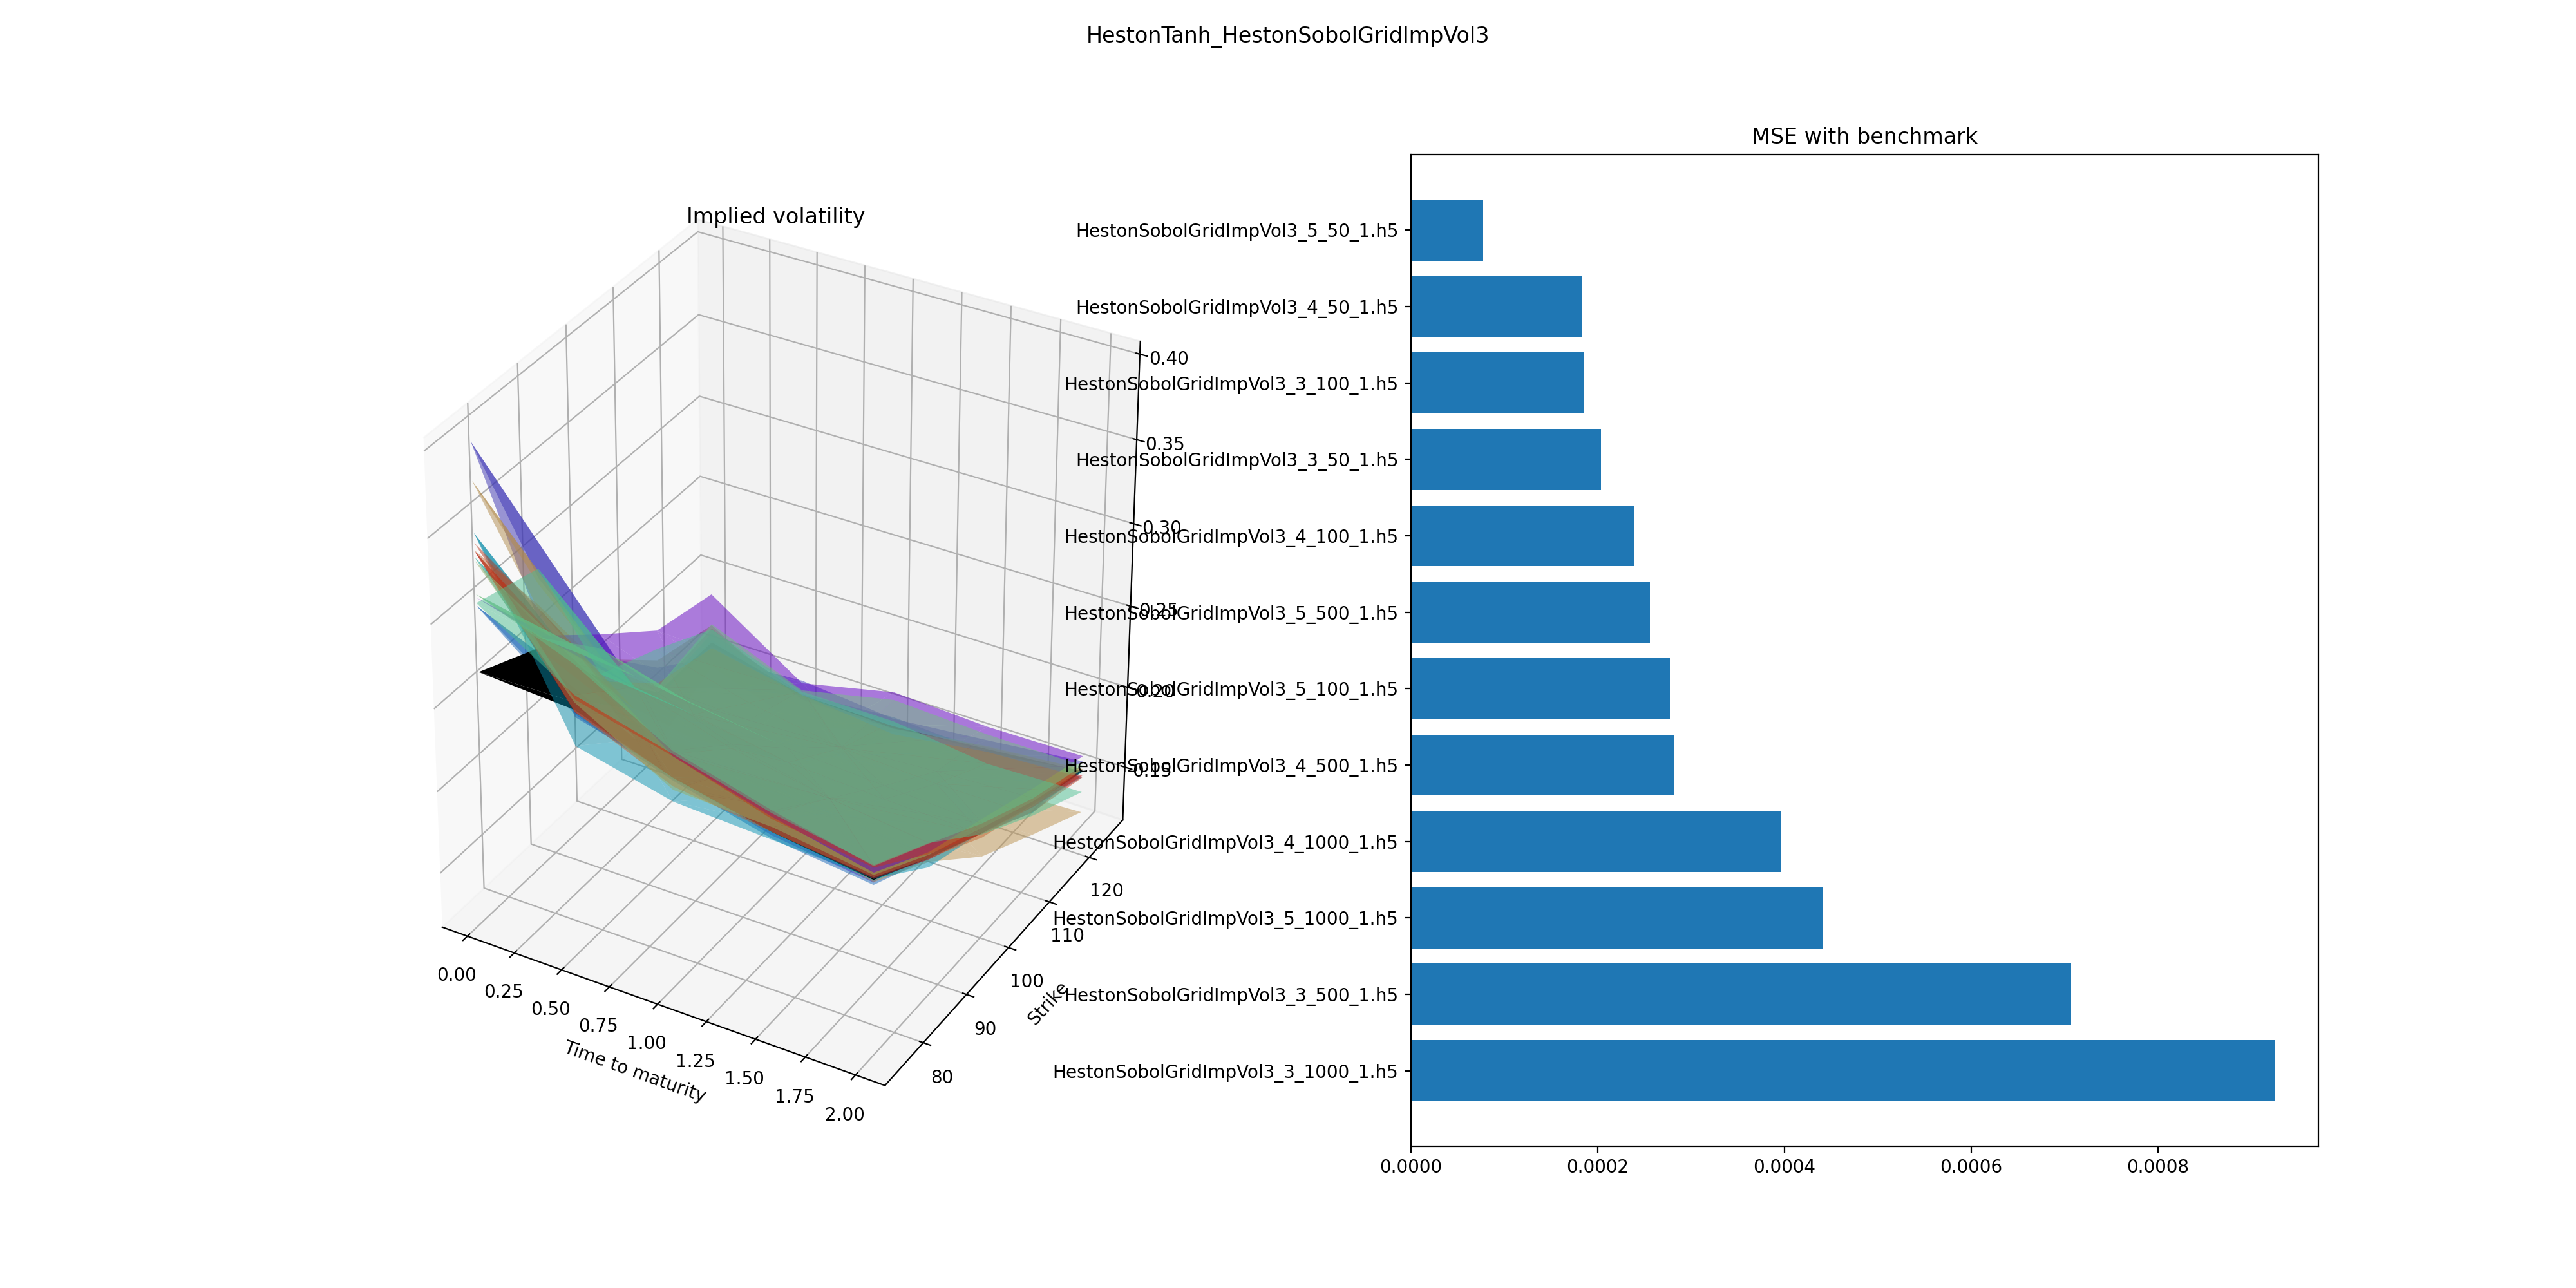 HestonTanh_HestonSobolGridImpVol3
Implied volatility
0.40
0.35
0.30
0.25
0.20
0.15
0.00
0.25
0.50
0.75
1.00
1.25
1.50
1.75
2.00
Time to maturity
80
90
100
110
120
Strike
MSE with benchmark
HestonSobolGridImpVol3_5_50_1.h5
HestonSobolGridImpVol3_4_50_1.h5
HestonSobolGridImpVol3_3_100_1.h5
HestonSobolGridImpVol3_3_50_1.h5
HestonSobolGridImpVol3_4_100_1.h5
HestonSobolGridImpVol3_5_500_1.h5
HestonSobolGridImpVol3_5_100_1.h5
HestonSobolGridImpVol3_4_500_1.h5
HestonSobolGridImpVol3_4_1000_1.h5
HestonSobolGridImpVol3_5_1000_1.h5
HestonSobolGridImpVol3_3_500_1.h5
HestonSobolGridImpVol3_3_1000_1.h5
0.0000 0.0002 0.0004 0.0006 0.0008